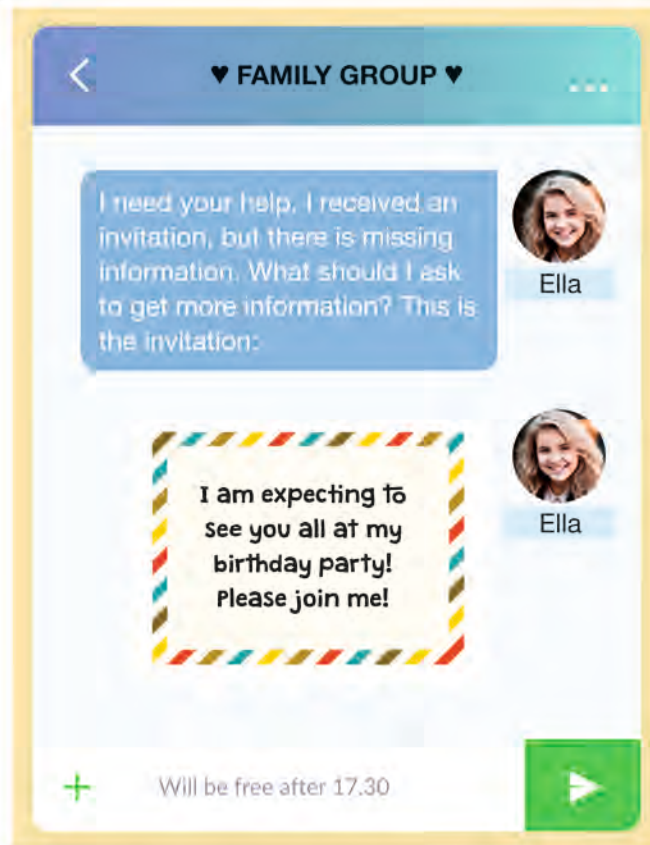 ♥ FAMILY GROUP ♥
I need your help. I received an
invitation, but there is missing
information. What should I ask
to get more information? This is
the invitation:
Ella
I am expecting to
see you all at my
birthday party!
Please join me!
Ella
Will be free after 17.30